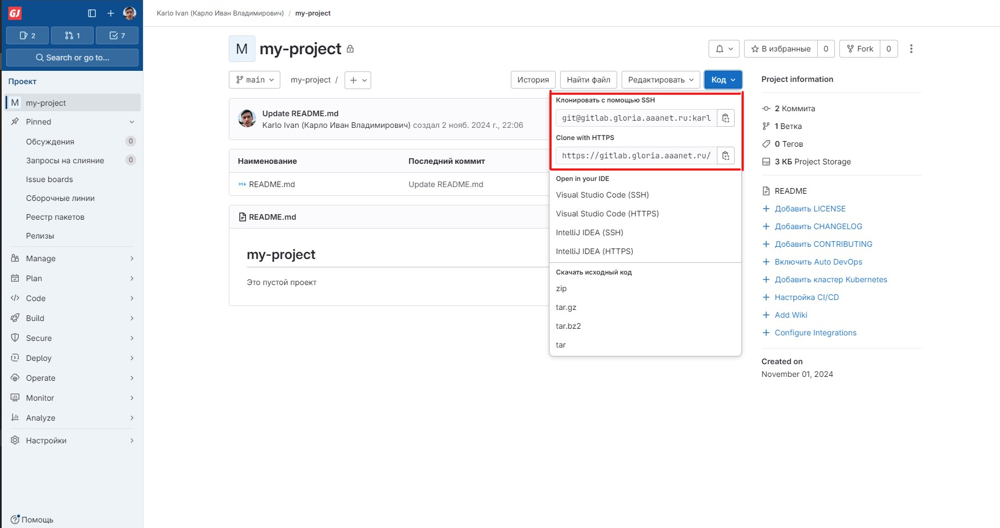 GJ
2
1
7
Search or go to...
Проект
M my-project
Pinned
Обсуждения 0
Запросы на слияние 0
Issue boards
Сборочные линии
Реестр пакетов
Релизы
Manage
Plan
Code
Build
Secure
Deploy
Operate
Monitor
Analyze
Настройки
Помощь
Karlo Ivan (Карло Иван Владимирович) / my-project
M my-project
В избранные 0
Fork 0
main
my-project /
История
Найти файл
Редактировать
Код
Update README.md
Karlo Ivan (Карло Иван Владимирович) создал 2 нояб. 2024 г., 22:06
Наименование Последний коммит
README.md Update README.md
README.md
my-project
Это пустой проект
Клонировать с помощью SSH
git@gitlab.gloria.aaanet.ru:karl
Clone with HTTPS
https://gitlab.gloria.aaanet.ru/
Open in your IDE
Visual Studio Code (SSH)
Visual Studio Code (HTTPS)
IntelliJ IDEA (SSH)
IntelliJ IDEA (HTTPS)
Скачать исходный код
zip
tar.gz
tar.bz2
tar
Project information
2 Коммита
1 Ветка
0 Тегов
3 КБ Project Storage
README
Добавить LICENSE
Добавить CHANGELOG
Добавить CONTRIBUTING
Включить Auto DevOps
Добавить кластер Kubernetes
Настройка CI/CD
Add Wiki
Configure Integrations
Created on
November 01, 2024